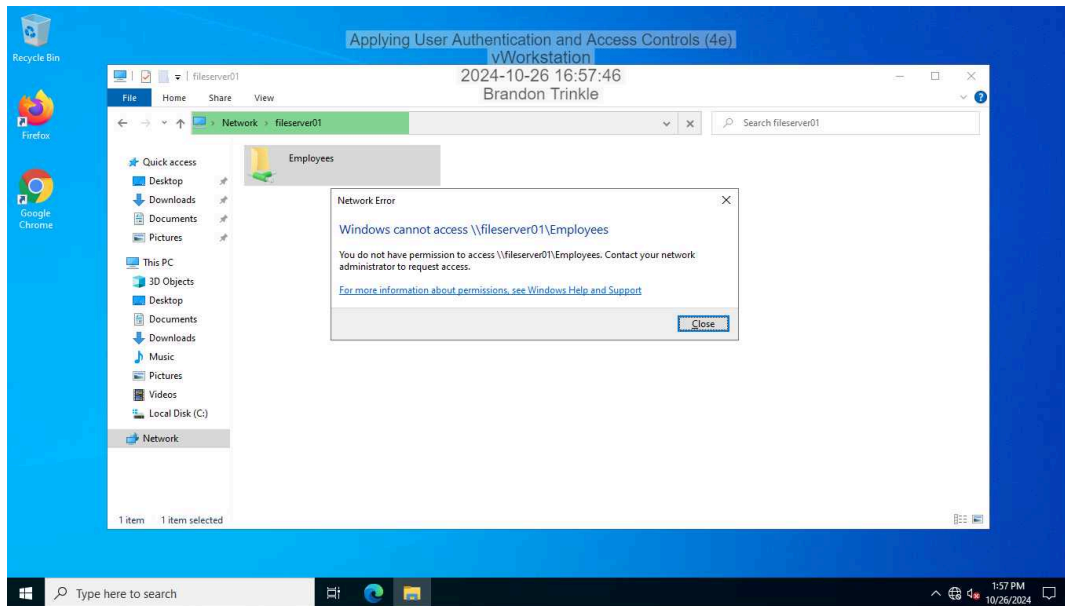 Recycle Bin
Applying User Authentication and Access Controls (4e)
vWorkstation
2024-10-26 16:57:46
Brandon Trinkle
fileserver01
File Home Share View
Network › fileserver01
Search fileserver01
Firefox
Google
Chrome
Quick access
Desktop
Downloads
Documents
Pictures
This PC
3D Objects
Desktop
Documents
Downloads
Music
Pictures
Videos
Local Disk (C:)
Network
Employees
Network Error
Windows cannot access \\fileserver01\Employees
You do not have permission to access \\fileserver01\Employees. Contact your network
administrator to request access.
For more information about permissions, see Windows Help and Support
Close
1 item 1 item selected
Type here to search
1:57 PM
10/26/2024